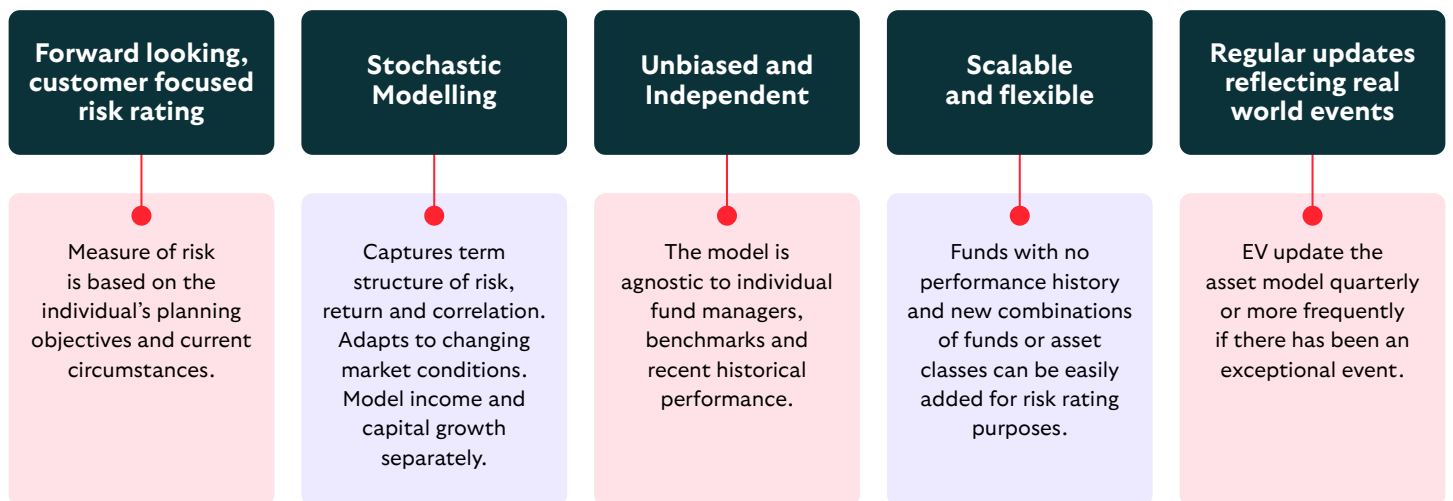 Forward looking,
customer focused
risk rating
Measure of risk
is based on the
individual’s planning
objectives and current
circumstances.
Stochastic
Modelling
Captures term
structure of risk,
return and correlation.
Adapts to changing
market conditions.
Model income and
capital growth
separately.
Unbiased and
Independent
The model is
agnostic to individual
fund managers,
benchmarks and
recent historical
performance.
Scalable
and flexible
Funds with no
performance history
and new combinations
of funds or asset
classes can be easily
added for risk rating
purposes.
Regular updates
reflecting real
world events
EV update the
asset model quarterly
or more frequently
if there has been an
exceptional event.